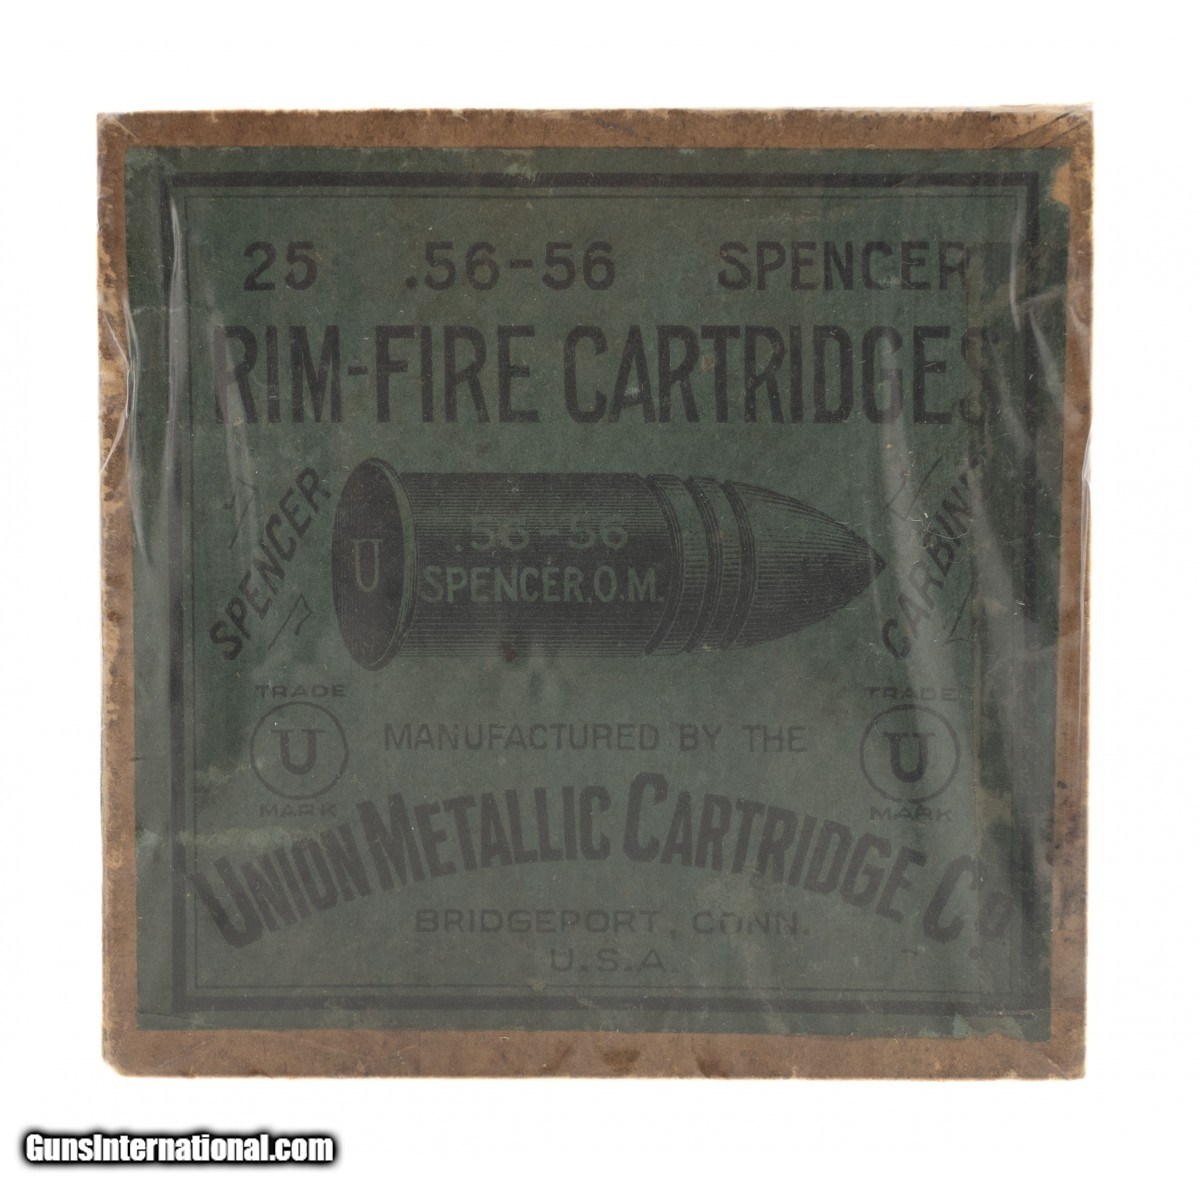 25 .56-56 SPENCER
RIM-FIRE CARTRIDGES
SPENCER
CARBINE
U
.56-56
SPENCER, O.M.
TRADE
U
MARK
TRADE
U
MARK
MANUFACTURED BY THE
UNION METALLIC CARTRIDGE CO.
BRIDGEPORT, CONN.
U.S.A.
GunsInternational.com